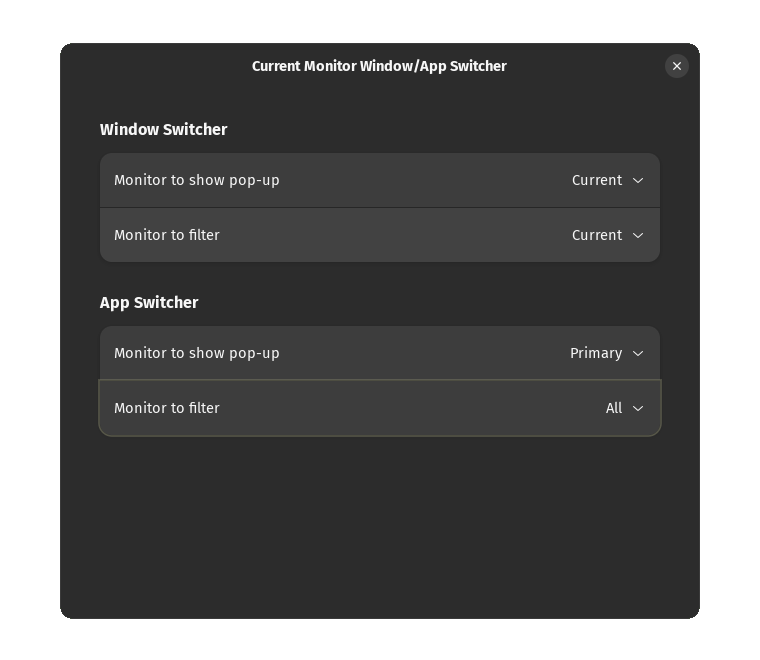 Current Monitor Window/App Switcher
Window Switcher
Monitor to show pop-up Current
Monitor to filter Current
App Switcher
Monitor to show pop-up Primary
Monitor to filter All